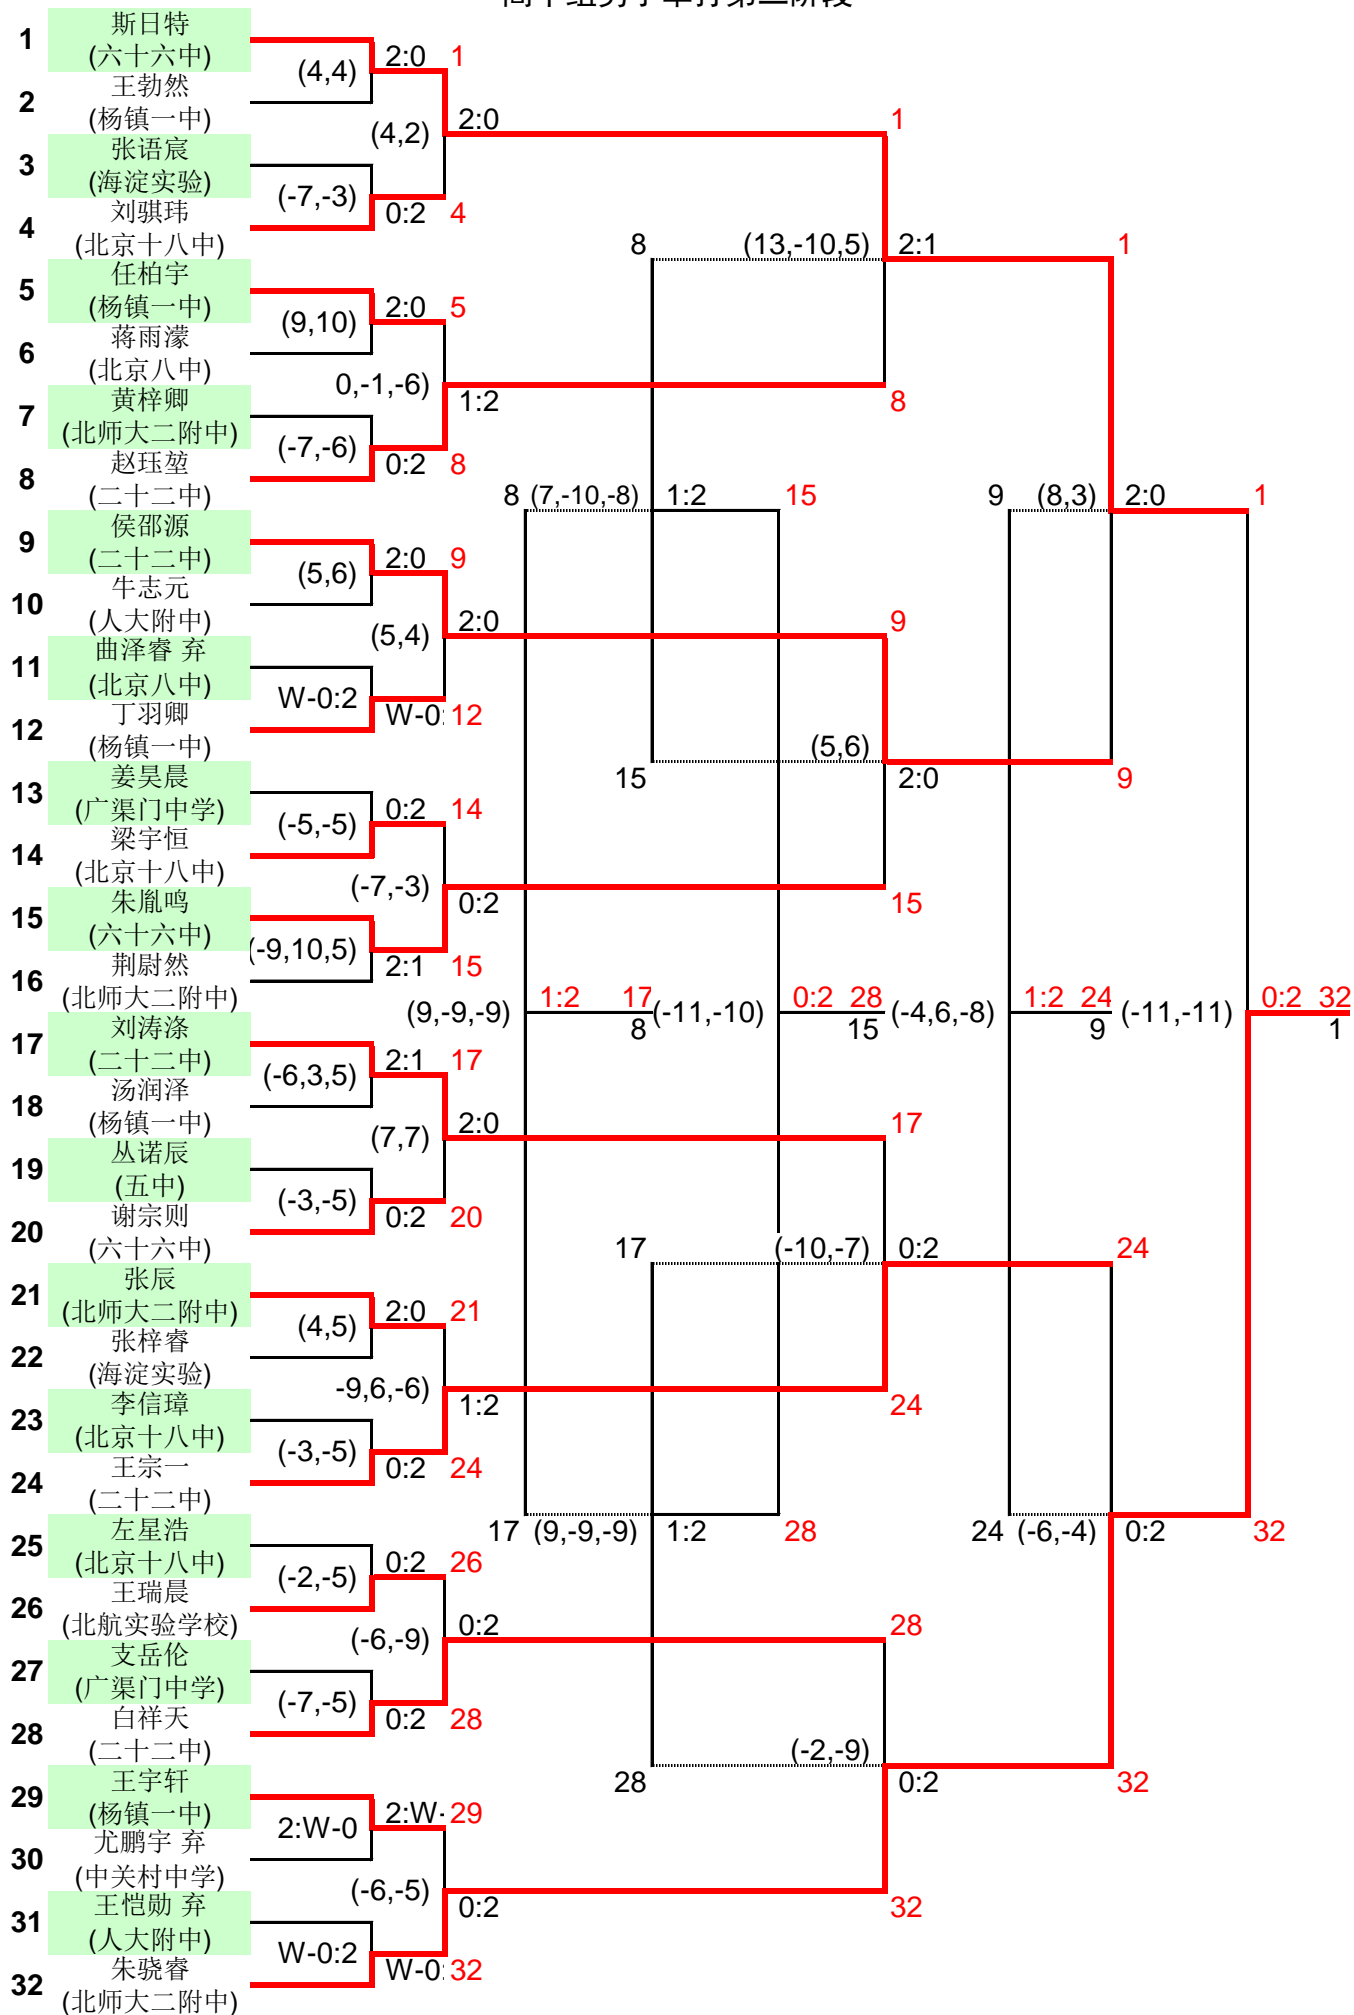 1 斯日特
(六十六中)
2:0 1
(4,4)
2 王勃然
(杨镇一中)
(4,2) 2:0 1
3 张语宸
(海淀实验)
(-7,-3)
4 刘骐玮
0:2 4
(北京十八中)
8 (13,-10,5) 2:1 1
5 任柏宇
(杨镇一中)
2:0 5
(9,10)
6 蒋雨濛
(北京八中)
0,-1,-6) 1:2 8
7 黄梓卿
(北师大二附中)
(-7,-6)
8 赵珏堃
0:2 8
(二十二中)
8 (7,-10,-8) 1:2 15
9 (8,3) 2:0 1
9 侯邵源
(二十二中)
2:0 9
(5,6)
10 牛志元
(人大附中)
(5,4) 2:0 9
11 曲泽睿 弃
(北京八中)
W-0:2
12 丁羽卿
W-0: 12
(杨镇一中)
15 (5,6) 2:0 9
13 姜昊晨
(广渠门中学)
0:2 14
(-5,-5)
14 梁宇恒
(北京十八中)
(-7,-3) 0:2 15
15 朱胤鸣
(六十六中)
(-9,10,5)
16 荆尉然
2:1 15
(北师大二附中)
(9,-9,-9) 1:2 17
8
(-11,-10) 0:2 28
15
(-4,6,-8) 1:2 24
9
(-11,-11) 0:2 32
1
17 刘涛涤
(二十二中)
2:1 17
(-6,3,5)
18 汤润泽
(杨镇一中)
(7,7) 2:0 17
19 丛诺辰
(五中)
(-3,-5)
20 谢宗则
0:2 20
(六十六中)
17 (-10,-7) 0:2 24
21 张辰
(北师大二附中)
2:0 21
(4,5)
22 张梓睿
(海淀实验)
-9,6,-6) 1:2 24
23 李信璋
(北京十八中)
(-3,-5)
24 王宗一
0:2 24
(二十二中)
17 (9,-9,-9) 1:2 28
24 (-6,-4) 0:2 32
25 左星浩
(北京十八中)
0:2 26
(-2,-5)
26 王瑞晨
(北航实验学校)
(-6,-9) 0:2 28
27 支岳伦
(广渠门中学)
(-7,-5)
28 白祥天
0:2 28
(二十二中)
28 (-2,-9) 0:2 32
29 王宇轩
(杨镇一中)
2:W- 29
2:W-0
30 尤鹏宇 弃
(中关村中学)
(-6,-5) 0:2 32
31 王恺勋 弃
(人大附中)
W-0:2
32 朱骁睿
W-0: 32
(北师大二附中)